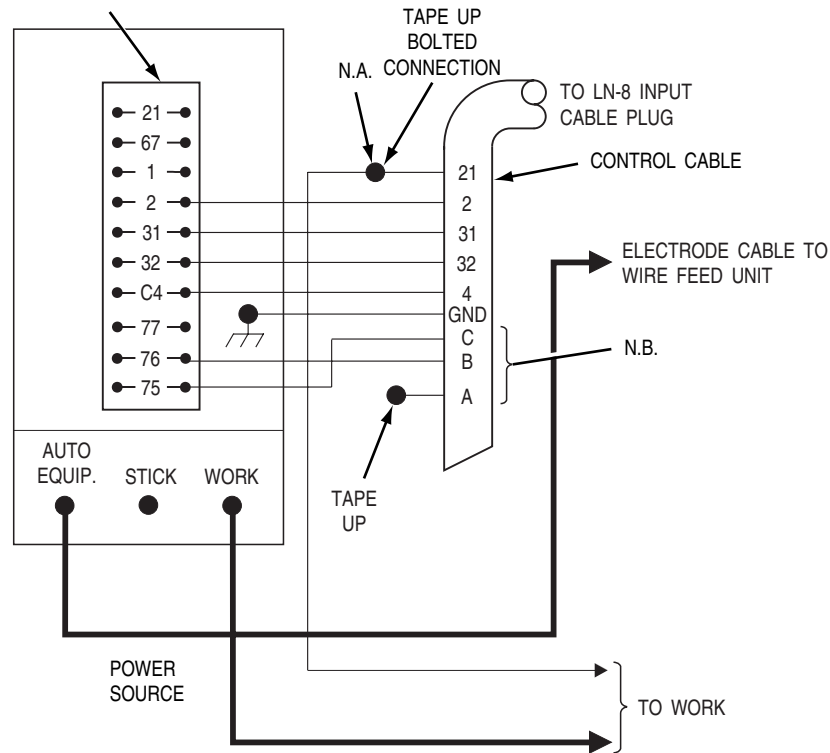 TAPE UP
BOLTED
CONNECTION
N.A.
TO LN-8 INPUT
CABLE PLUG
CONTROL CABLE
21
67
1
2
31
32
C4
77
76
75
21
2
31
32
4
GND
C
B
A
ELECTRODE CABLE TO
WIRE FEED UNIT
N.B.
TAPE
UP
AUTO
EQUIP.
STICK
WORK
POWER
SOURCE
TO WORK